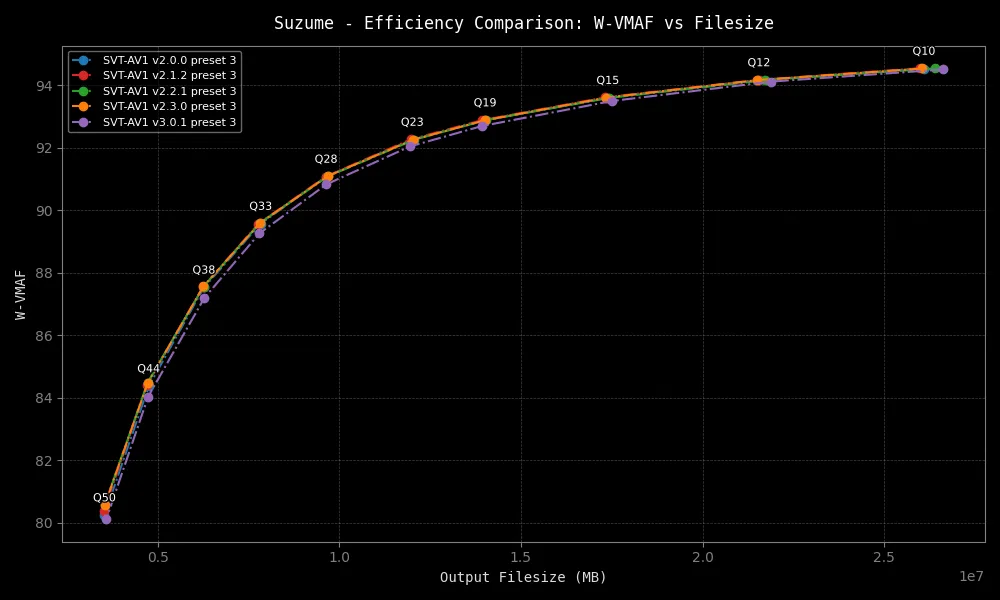 Suzume - Efficiency Comparison: W-VMAF vs Filesize
SVT-AV1 v2.0.0 preset 3
SVT-AV1 v2.1.2 preset 3
SVT-AV1 v2.2.1 preset 3
SVT-AV1 v2.3.0 preset 3
SVT-AV1 v3.0.1 preset 3
Q10
Q12
Q15
Q19
Q23
Q28
Q33
Q38
Q44
Q50
94
92
90
88
86
84
82
80
W-VMAF
0.5 1.0 1.5 2.0 2.5
1e7
Output Filesize (MB)